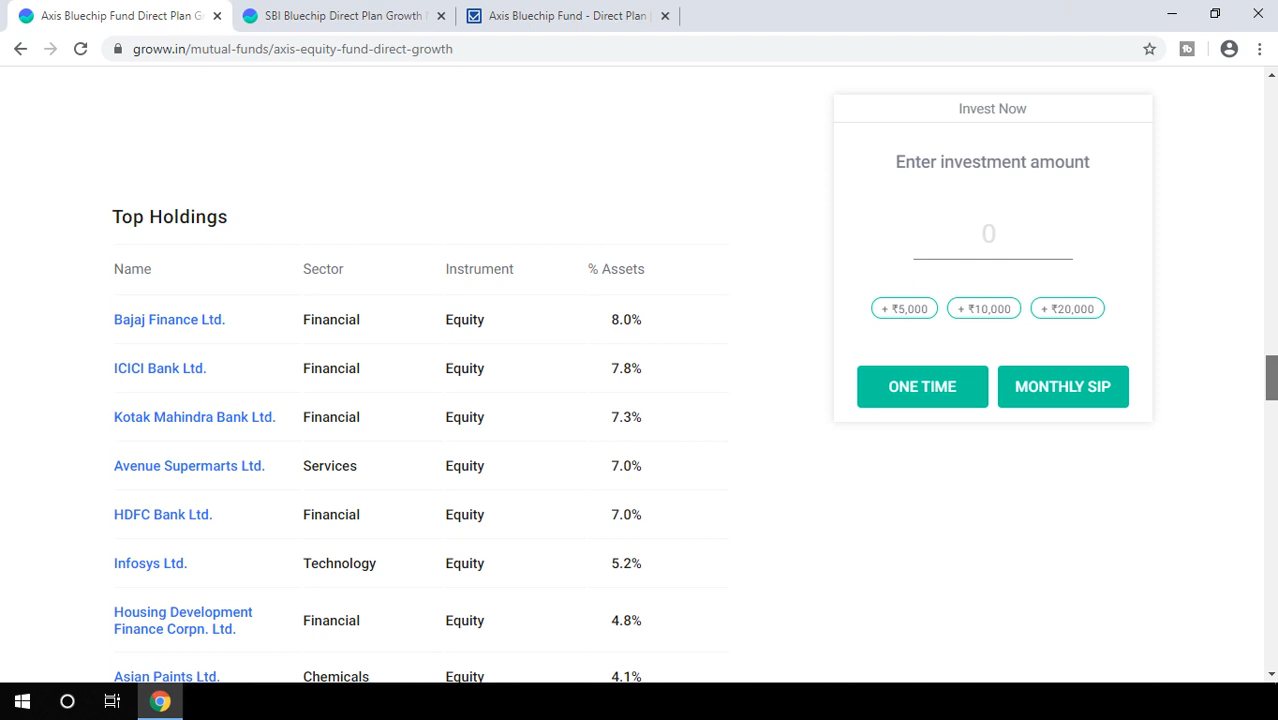 Axis Bluechip Direct Plan Gr
SBI Bluechip Direct Plan Growth
Axis Bluechip Fund - Direct Plan
groww.in/mutual-funds/axis-equity-fund-direct-growth
Invest Now
Enter investment amount
0
+ ₹5,000 + ₹10,000 + ₹20,000
ONE TIME MONTHLY SIP
Top Holdings
Name Sector Instrument % Assets
Bajaj Finance Ltd. Financial Equity 8.0%
ICICI Bank Ltd. Financial Equity 7.8%
Kotak Mahindra Bank Ltd. Financial Equity 7.3%
Avenue Supermarts Ltd. Services Equity 7.0%
HDFC Bank Ltd. Financial Equity 7.0%
Infosys Ltd. Technology Equity 5.2%
Housing Development
Finance Corpn. Ltd. Financial Equity 4.8%
Asian Paints Ltd. Chemicals Equity 4.1%